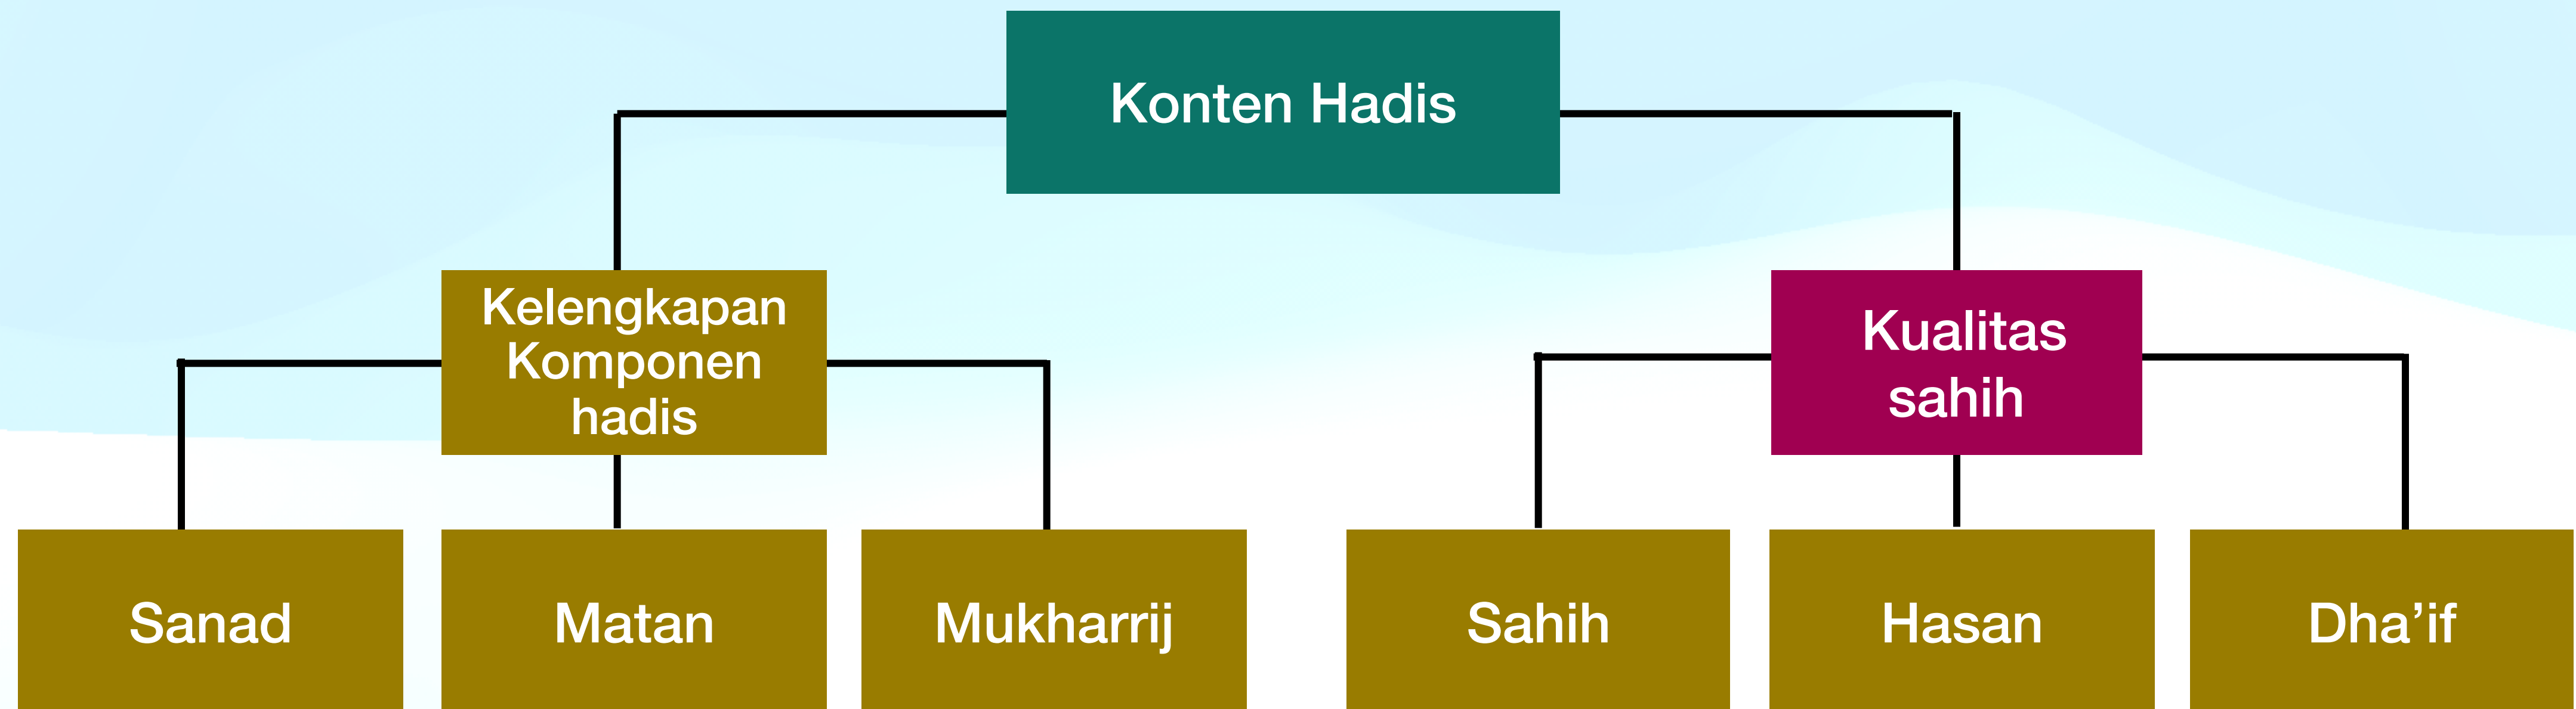 Konten Hadis
Kelengkapan
Komponen
hadis
Kualitas
sahih
Sanad
Matan
Mukharrij
Sahih
Hasan
Dha’if